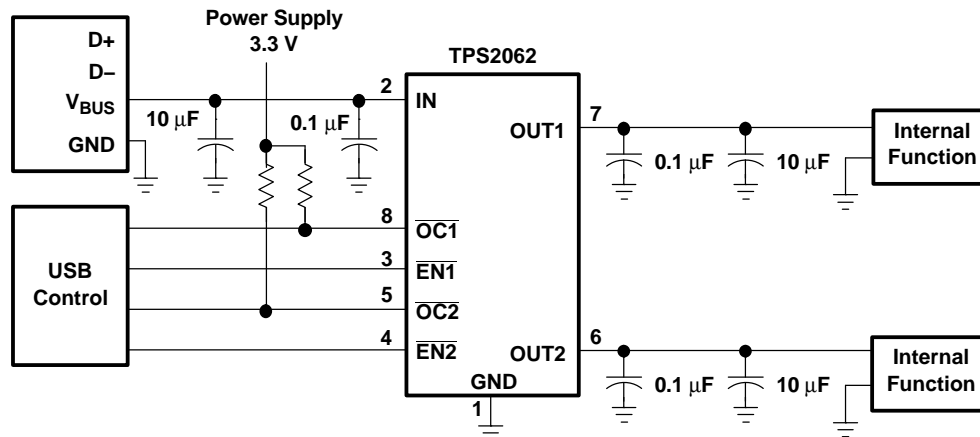 Power Supply
3.3 V
TPS2062
D+
D−
VBUS
GND
10 μF
0.1 μF
2
IN
OUT1
7
0.1 μF
10 μF
Internal
Function
USB
Control
8
OC1
3
EN1
5
OC2
4
EN2
OUT2
6
GND
1
0.1 μF
10 μF
Internal
Function